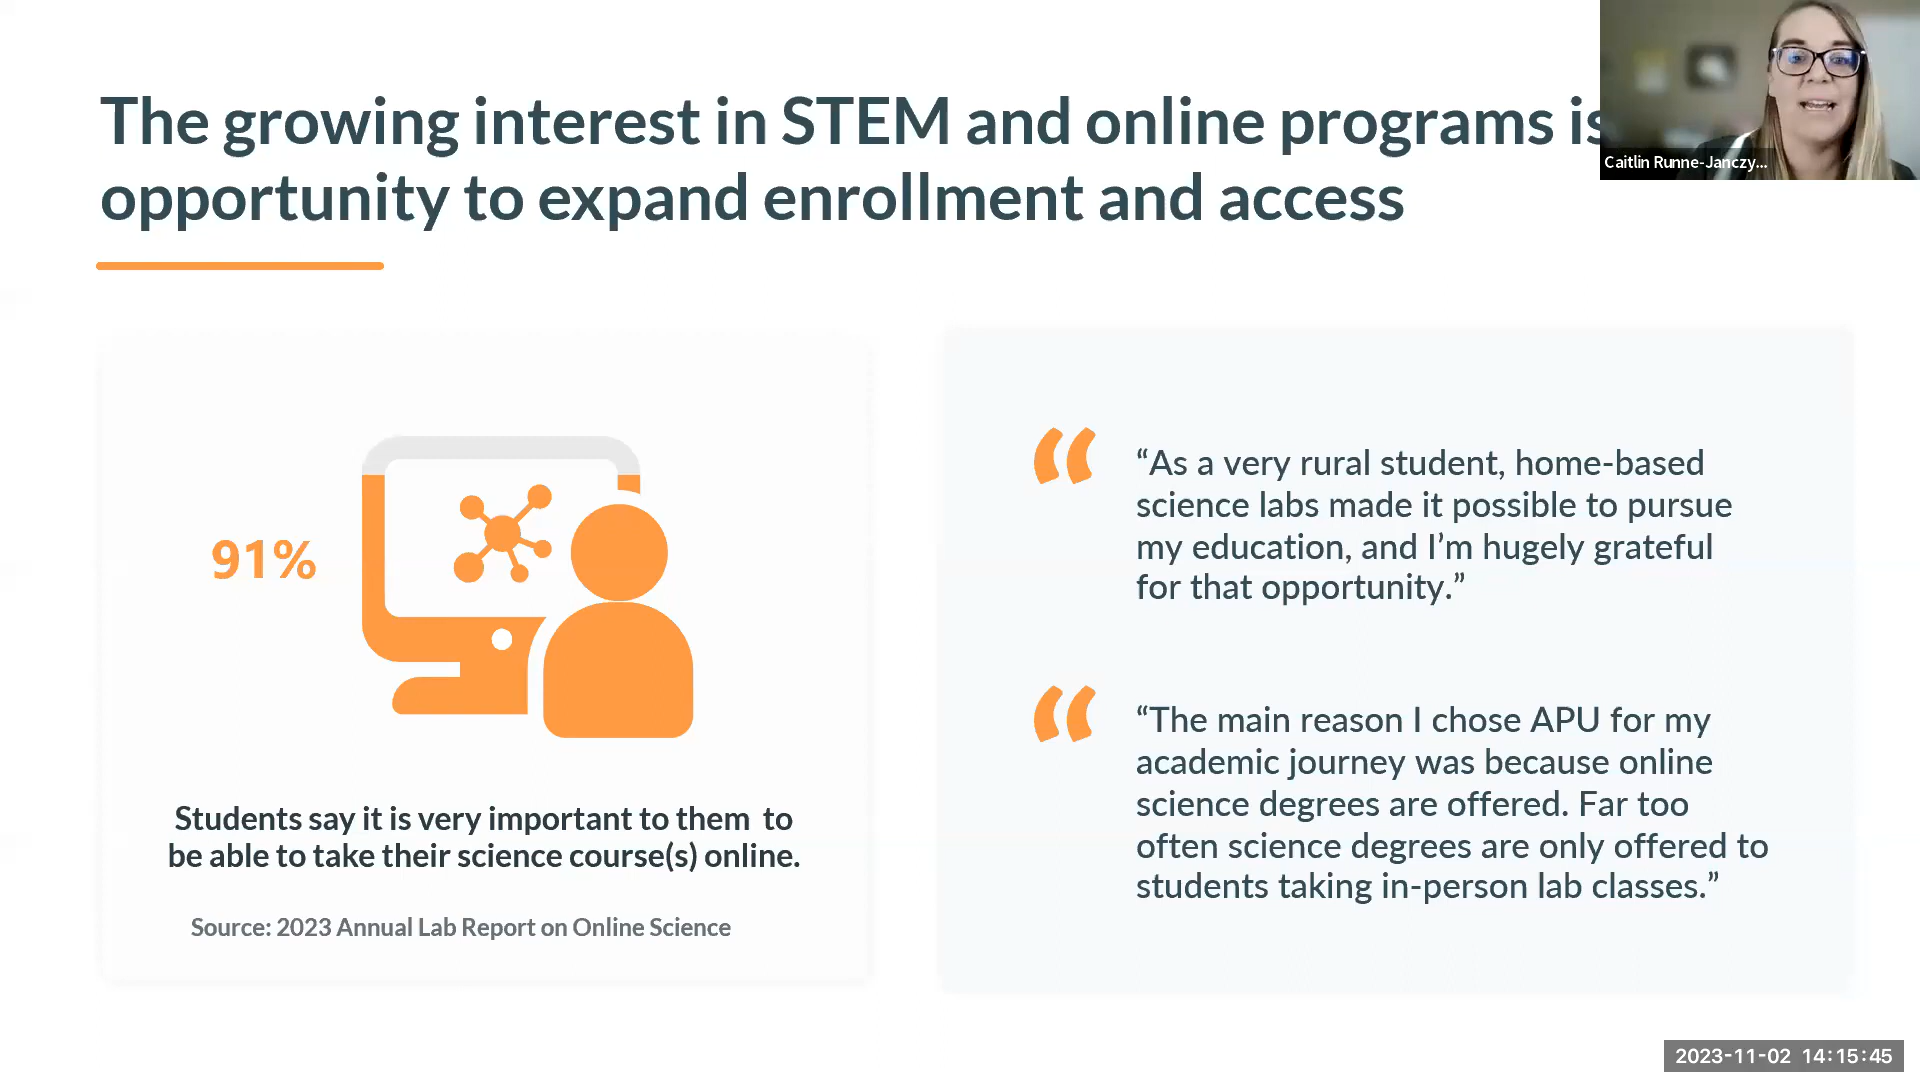 The growing interest in STEM and online programs is
opportunity to expand enrollment and access
Caitlin Runne-Janczy...
91%
Students say it is very important to them  to
be able to take their science course(s) online.
Source: 2023 Annual Lab Report on Online Science
“As a very rural student, home-based
science labs made it possible to pursue
my education, and I’m hugely grateful
for that opportunity.”
“The main reason I chose APU for my
academic journey was because online
science degrees are offered. Far too
often science degrees are only offered to
students taking in-person lab classes.”
2023-11-02 14:15:45